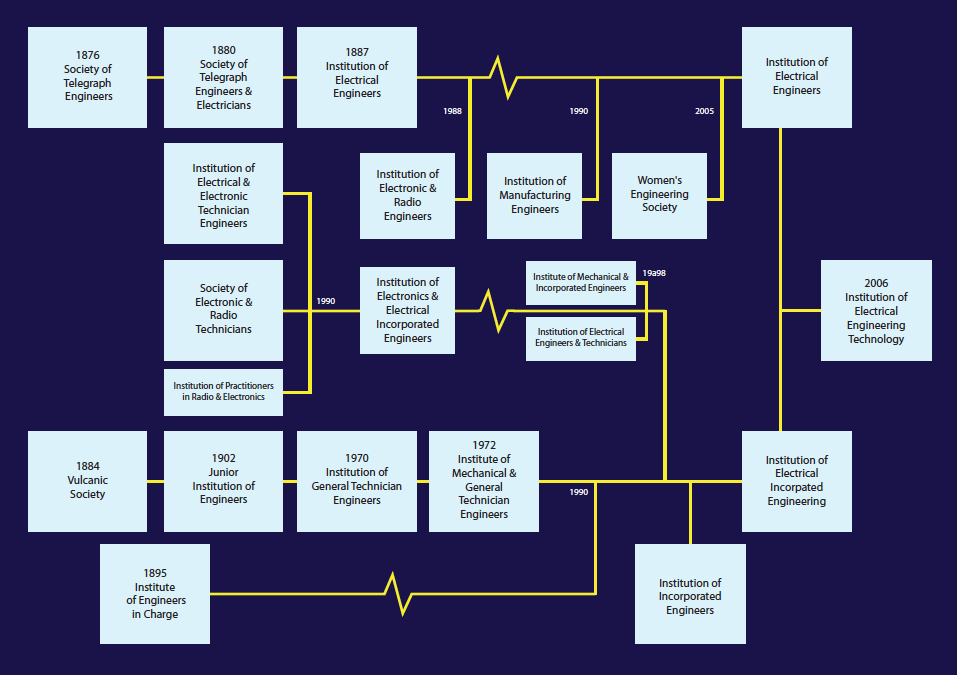 1876
Society of
Telegraph
Engineers
1880
Society of
Telegraph
Engineers &
Electricians
1887
Institution of
Electrical
Engineers
Institution of
Electrical
Engineers
1988
1990
2005
Institution of
Electrical &
Electronic
Technician
Engineers
Institution of
Electronic &
Radio
Engineers
Institution of
Manufacturing
Engineers
Women's
Engineering
Society
Society of
Electronic &
Radio
Technicians
1990
Institution of
Electronics &
Electrical
Incorporated
Engineers
Institute of Mechanical &
Incorporated Engineers
19a98
Institution of Electrical
Engineers & Technicians
2006
Institution of
Electrical
Engineering
Technology
Institution of Practitioners
in Radio & Electronics
1884
Vulcanic
Society
1902
Junior
Institution of
Engineers
1970
Institution of
General Technician
Engineers
1972
Institute of
Mechanical &
General
Technician
Engineers
1990
Institution of
Electrical
Incorpated
Engineering
1895
Institute
of Engineers
in Charge
Institution of
Incorporated
Engineers